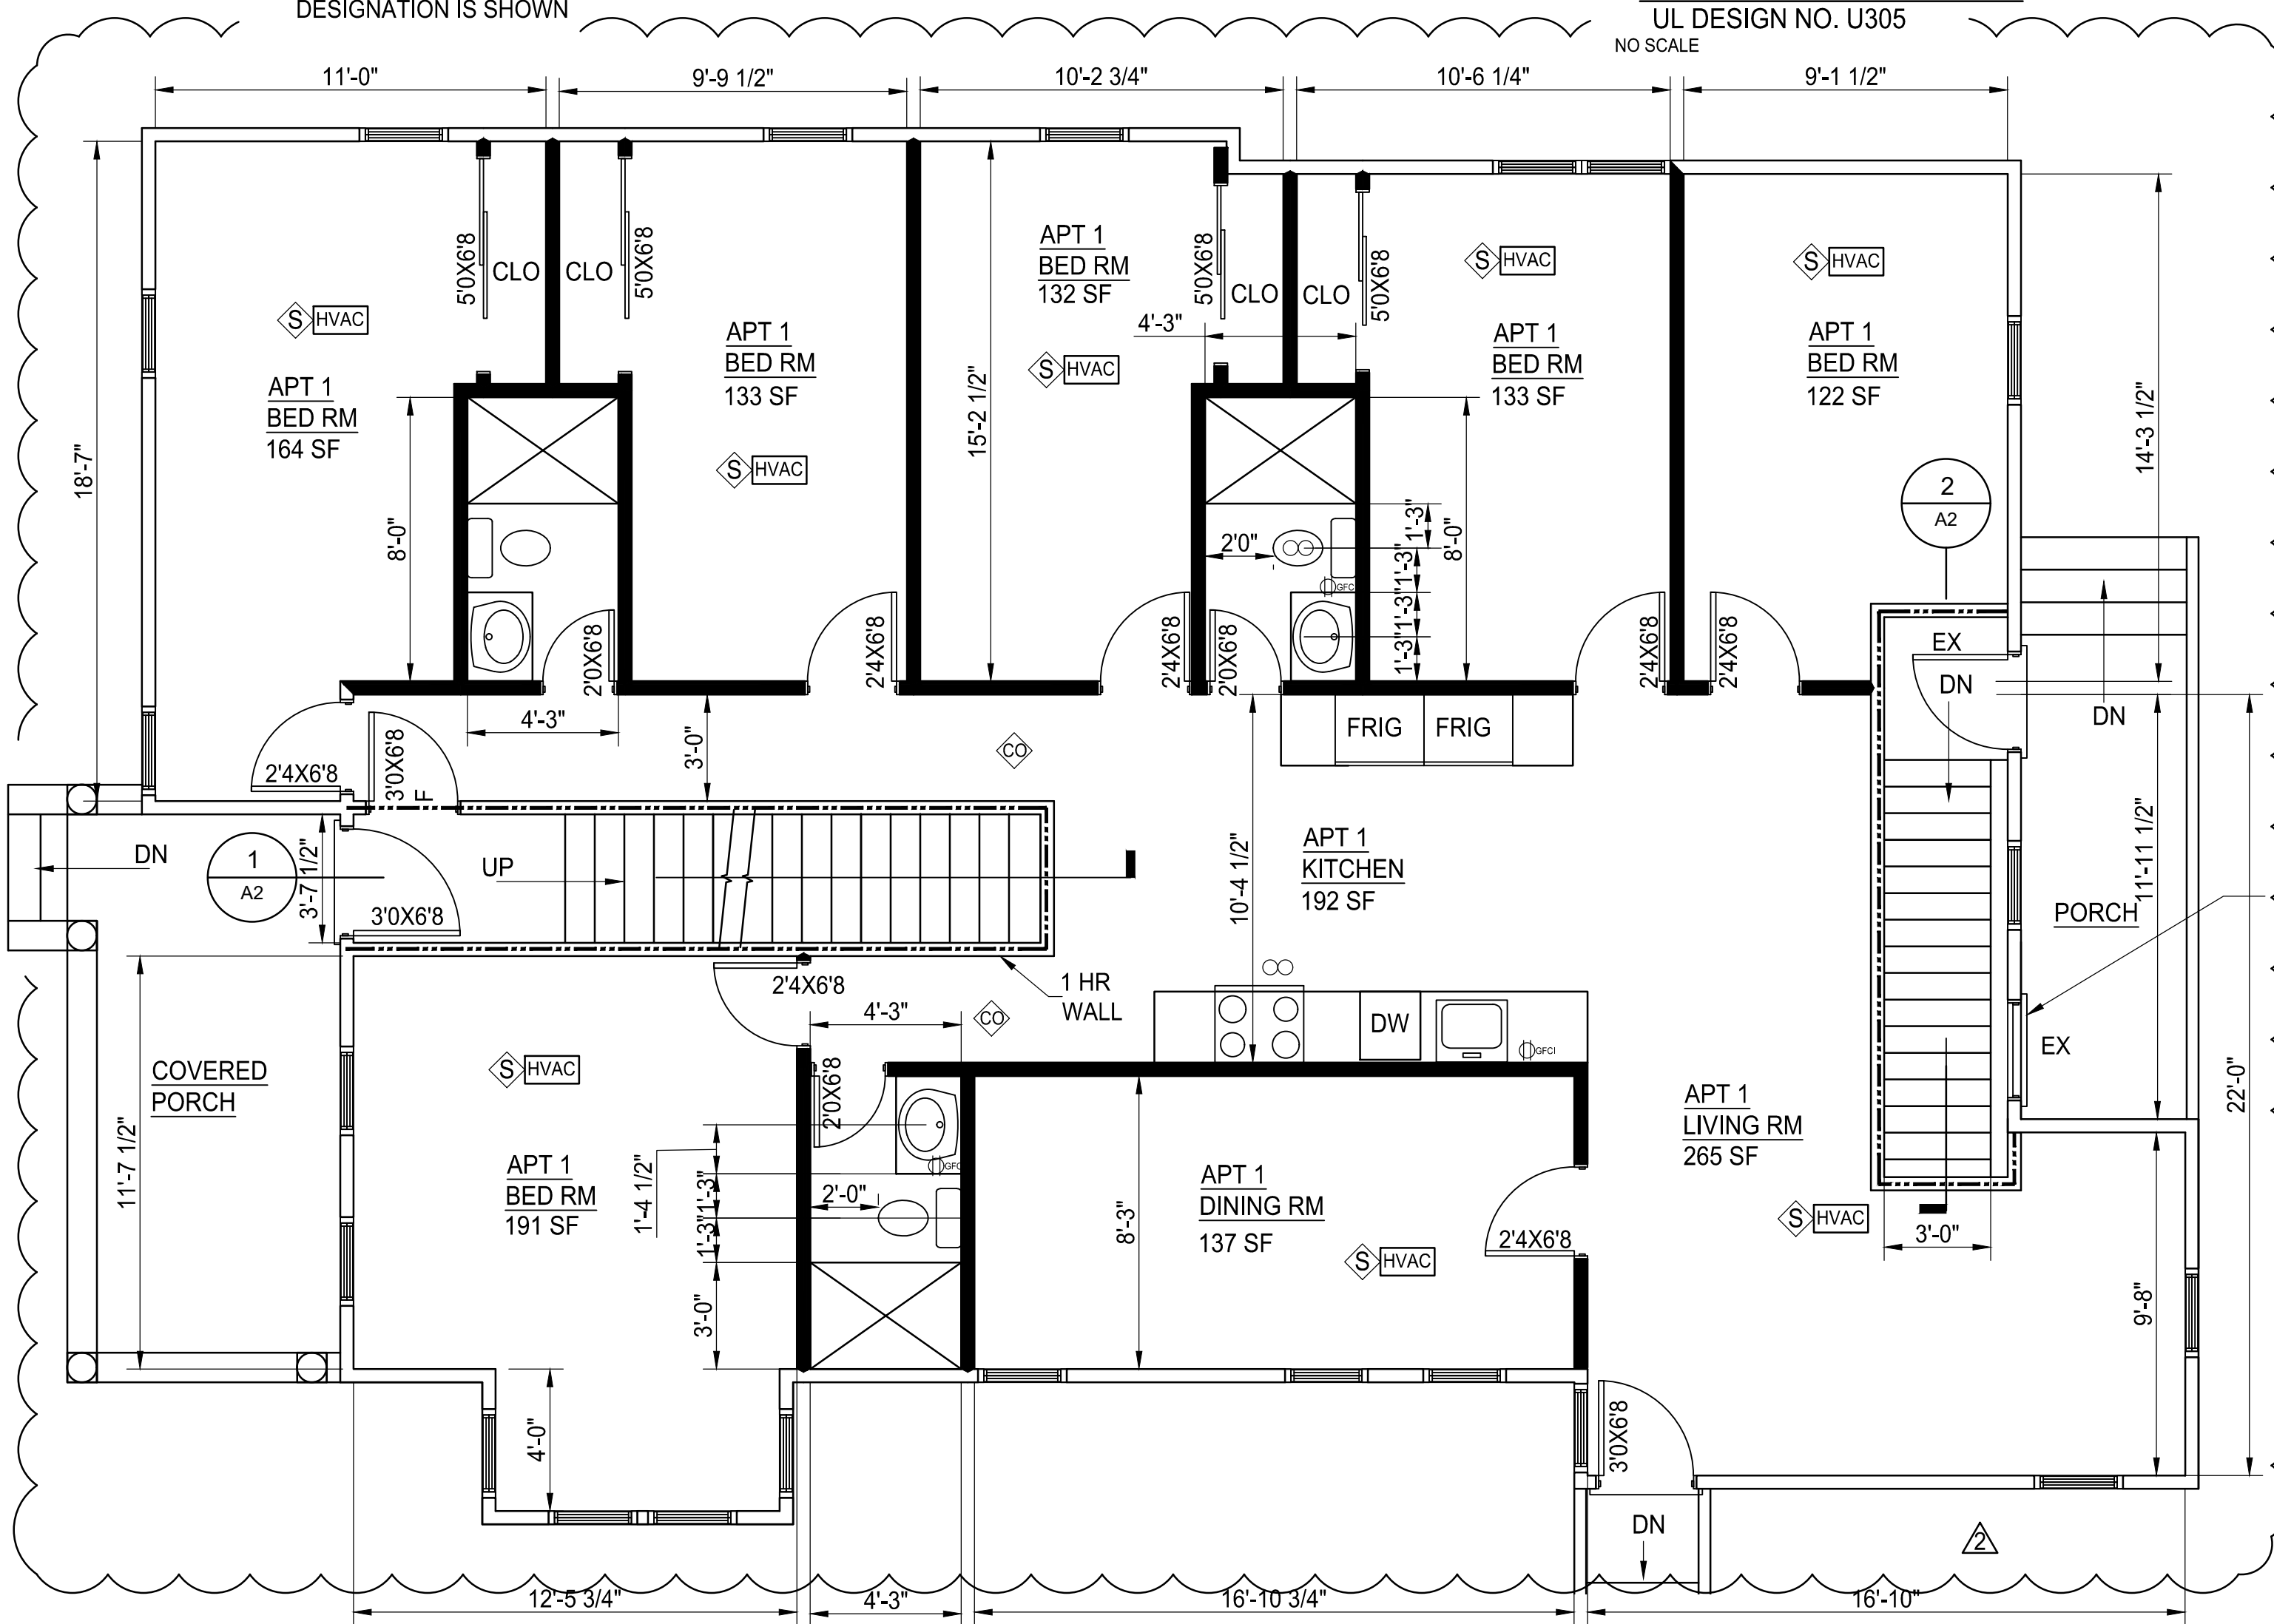 DESIGNATION IS SHOWN
UL DESIGN NO. U305
NO SCALE
11'-0"
9'-9 1/2"
10'-2 3/4"
10'-6 1/4"
9'-1 1/2"
18'-7"
5'0X6'8
CLO
CLO
5'0X6'8
15'-2 1/2"
APT 1
BED RM
132 SF
5'0X6'8
CLO
CLO
5'0X6'8
4'-3"
S HVAC
S HVAC
S HVAC
S HVAC
APT 1
BED RM
164 SF
APT 1
BED RM
133 SF
S HVAC
APT 1
BED RM
133 SF
APT 1
BED RM
122 SF
14'-3 1/2"
2
A2
8'-0"
2'0"
1'-3"
1'-3"
1'-3"
1'-3"
8'-0"
GFC
2'0X6'8
2'4X6'8
2'4X6'8
2'0X6'8
2'4X6'8
2'4X6'8
EX
DN
DN
4'-3"
3'-0"
CO
FRIG
FRIG
2'4X6'8
3'0X6'8
F
DN
1
A2
3'-7 1/2"
3'0X6'8
UP
10'-4 1/2"
APT 1
KITCHEN
192 SF
11'-11 1/2"
PORCH
22'-0"
2'4X6'8
1 HR
WALL
4'-3"
CO
DW
GFCI
EX
COVERED
PORCH
11'-7 1/2"
S HVAC
APT 1
BED RM
191 SF
2'0X6'8
1'-4 1/2"
1'-3"
1'-3"
3'-0"
GFC
2'-0"
8'-3"
APT 1
DINING RM
137 SF
S HVAC
2'4X6'8
APT 1
LIVING RM
265 SF
S HVAC
3'-0"
9'-8"
4'-0"
3'0X6'8
DN
2
12'-5 3/4"
4'-3"
16'-10 3/4"
16'-10"